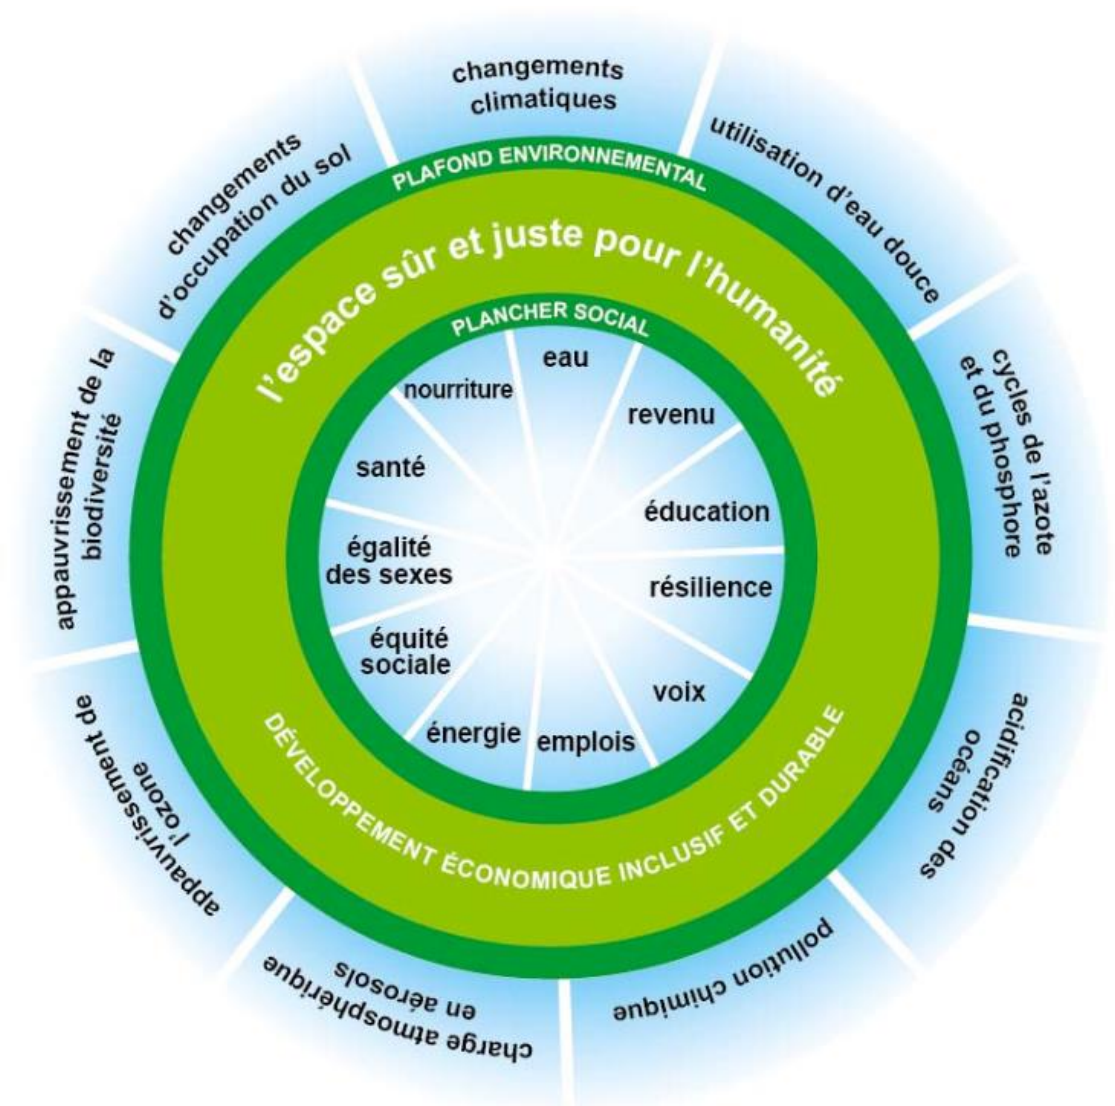 changements
climatiques
utilisation d'eau douce
cycles de l'azote
et du phosphore
acidification des
océans
pollution chimique
charge atmosphérique
en aérosols
appauvrissement de
l'ozone
appauvrissement de la
biodiversité
changements
d'occupation du sol
PLAFOND ENVIRONNEMENTAL
l'espace sûr et juste pour l'humanité
PLANCHER SOCIAL
eau
revenu
éducation
résilience
voix
emplois
énergie
équité
sociale
égalité
des sexes
santé
nourriture
DÉVELOPPEMENT ÉCONOMIQUE INCLUSIF ET DURABLE